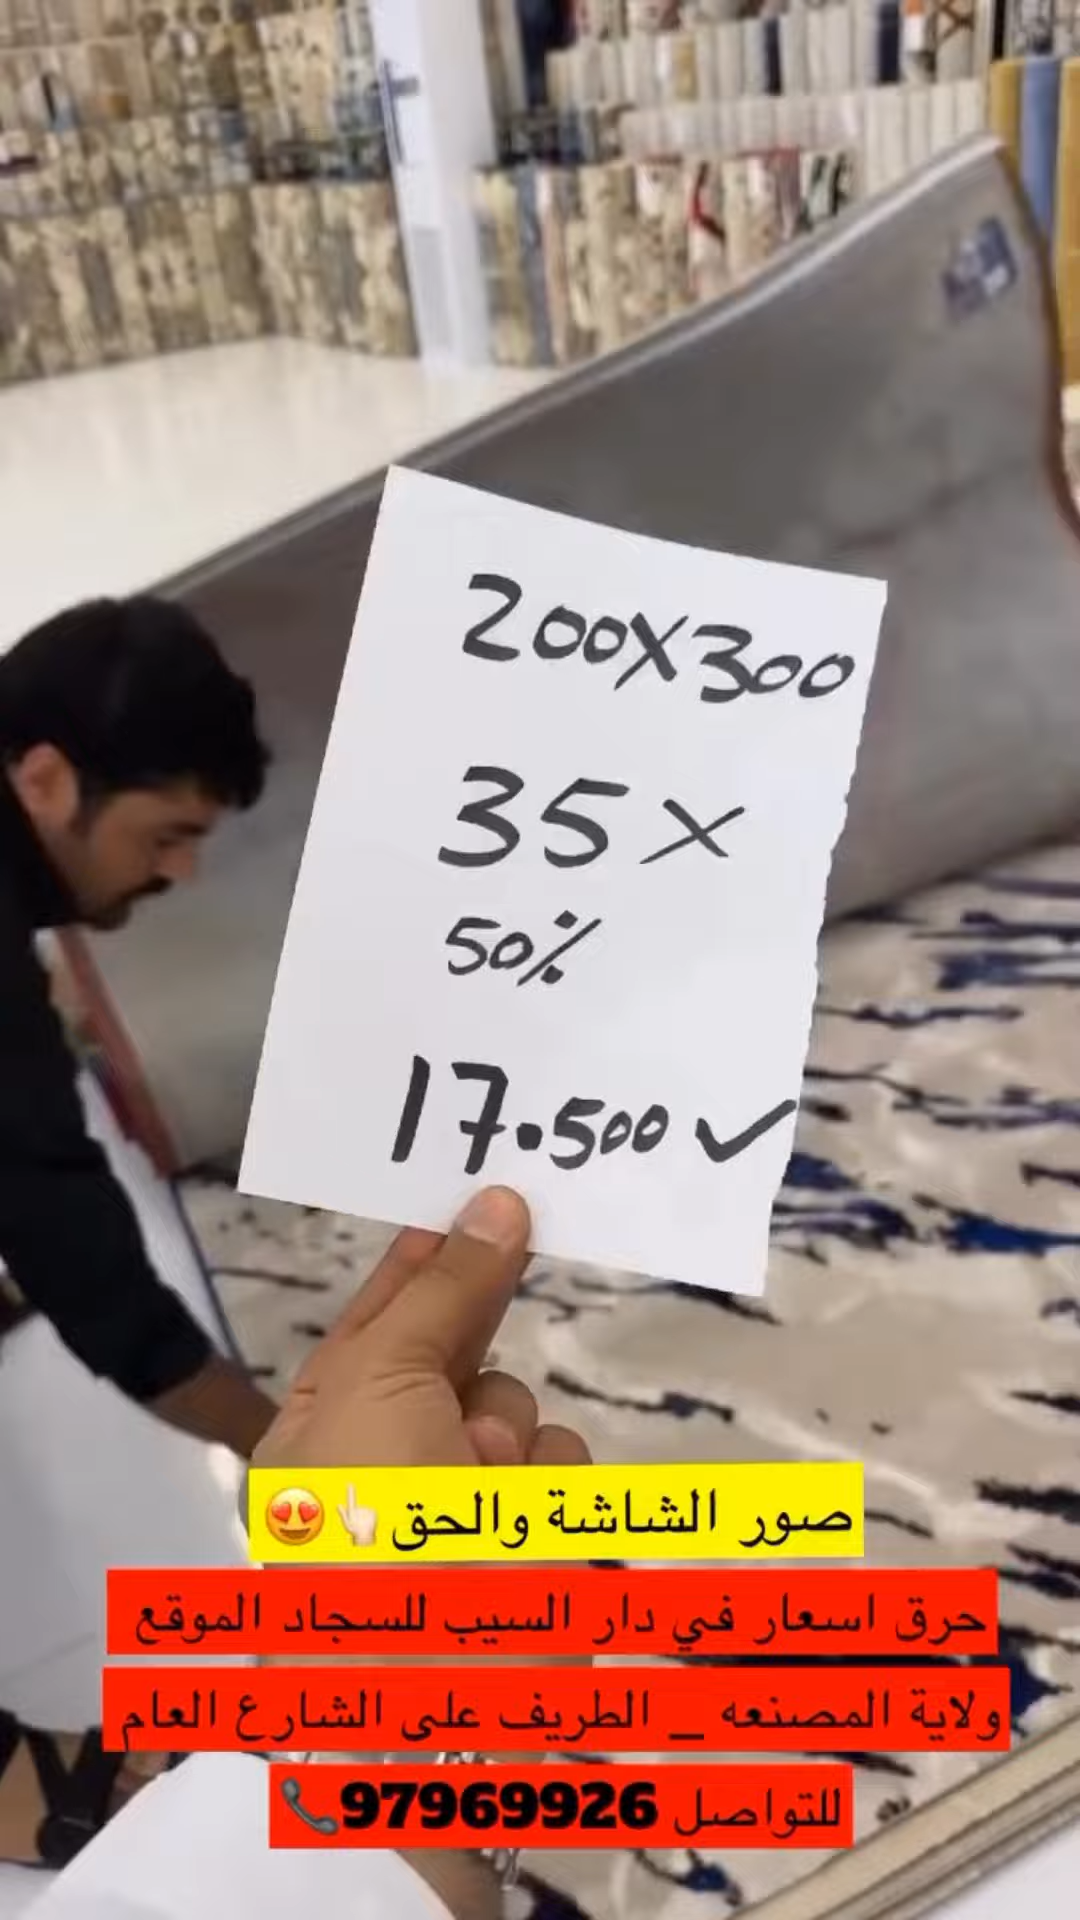 200X300
35 X
50%
17.500 ✓
صور الشاشة والحق👆🏻😍
حرق اسعار في دار السيب للسجاد الموقع
ولاية المصنعه _ الطريف على الشارع العام
للتواصل 97969926📞